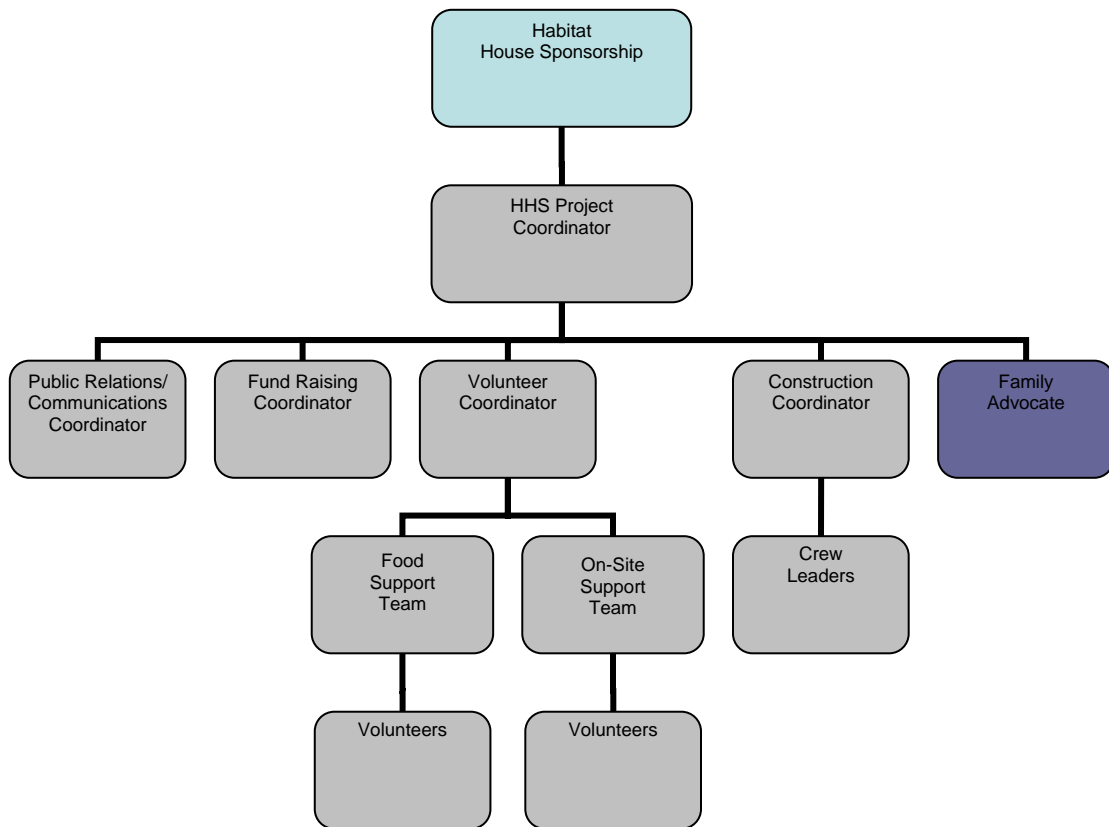 Habitat
House Sponsorship
HHS Project
Coordinator
Public Relations/
Communications
Coordinator
Fund Raising
Coordinator
Volunteer
Coordinator
Construction
Coordinator
Family
Advocate
Food
Support
Team
On-Site
Support
Team
Crew
Leaders
Volunteers
Volunteers